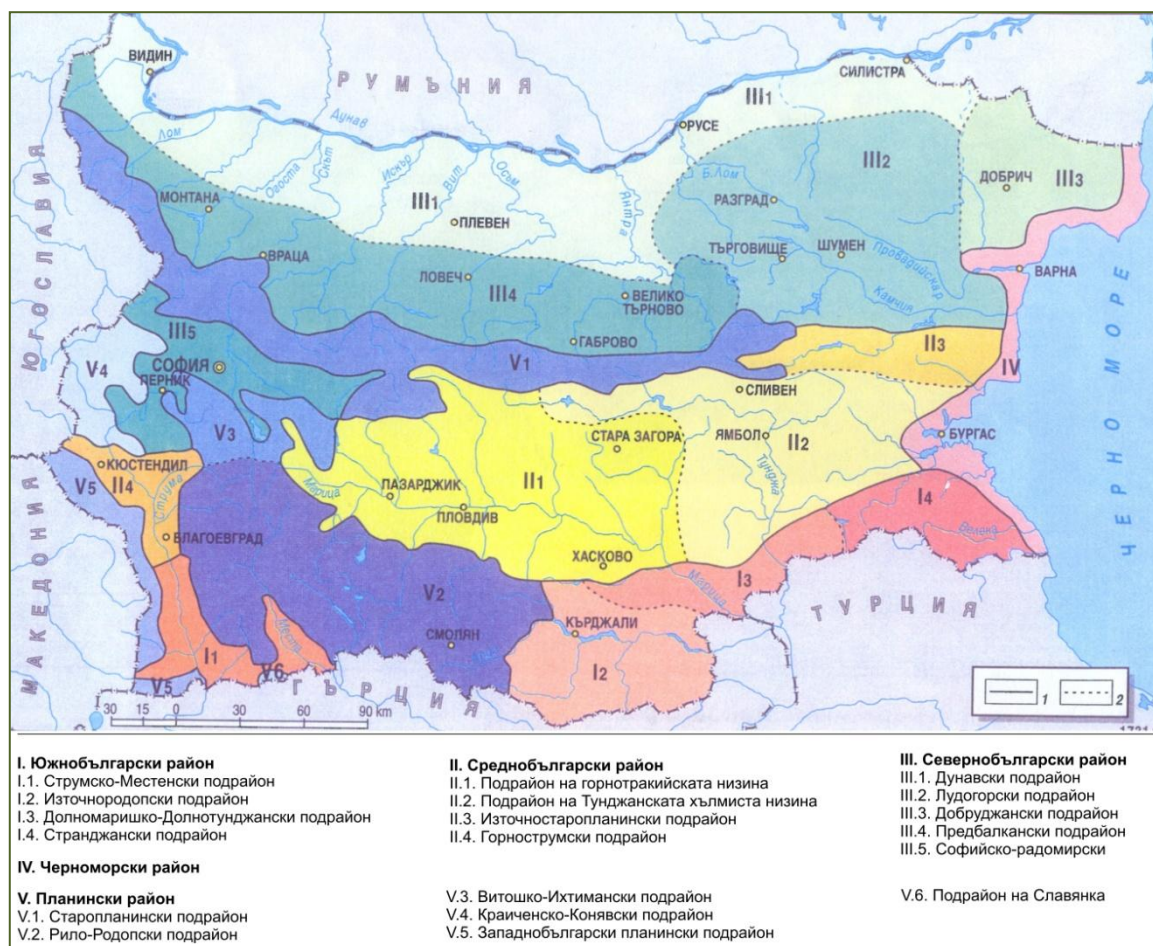 ВИДИН
РУМЪНИЯ
СИЛИСТРА
III1
Дунав
РУСЕ
Лом
III2
ДОБРИЧ
III3
МОНТАНА
Огоста
Скът
Искър
Вит
Осъм
III1
ПЛЕВЕН
Янтра
Б.Лом
РАЗГРАД
ТЪРГОВИЩЕ
ШУМЕН
Провадийскар
ВАРНА
ВРАЦА
ЛОВЕЧ
III4
ВЕЛИКО
ТЪРНОВО
Камчия
ЮГОСЛАВИЯ
ЧЕРНО МОРЕ
III5
СОФИЯ
V4
ПЕРНИК
ГАБРОВО
V1
II3
IV
V3
СЛИВЕН
СТАРА ЗАГОРА
ЯМБОЛ
II2
БУРГАС
КЮСТЕНДИЛ
V5
II4
Струма
Марица
ПАЗАРДЖИК
II1
ПЛОВДИВ
Тунджа
I4
Велека
БЛАГОЕВГРАД
ХАСКОВО
I3
Марица
МАКЕДОНИЯ
V2
ТУРЦИЯ
СМОЛЯН
КЪРДЖАЛИ
I1
Места
V6
I2
V5
ГЪРЦИЯ
30 15 0 30 60 90 km
1 2
I. Южнобългарски район
I.1. Струмско-Местенски подрайон
I.2. Източнородопски подрайон
I.3. Долномаришко-Долнотунджански подрайон
I.4. Странджански подрайон
II. Среднобългарски район
II.1. Подрайон на горнотракийската низина
II.2. Подрайон на Тунджанската хълмиста низина
II.3. Източностаропланински подрайон
II.4. Горнострумски подрайон
III. Севернобългарски район
III.1. Дунавски подрайон
III.2. Лудогорски подрайон
III.3. Добруджански подрайон
III.4. Предбалкански подрайон
III.5. Софийско-радомирски
IV. Черноморски район
V. Планински район
V.1. Старопланински подрайон
V.2. Рило-Родопски подрайон
V.3. Витошко-Ихтимански подрайон
V.4. Краиченско-Конявски подрайон
V.5. Западнобългарски планински подрайон
V.6. Подрайон на Славянка